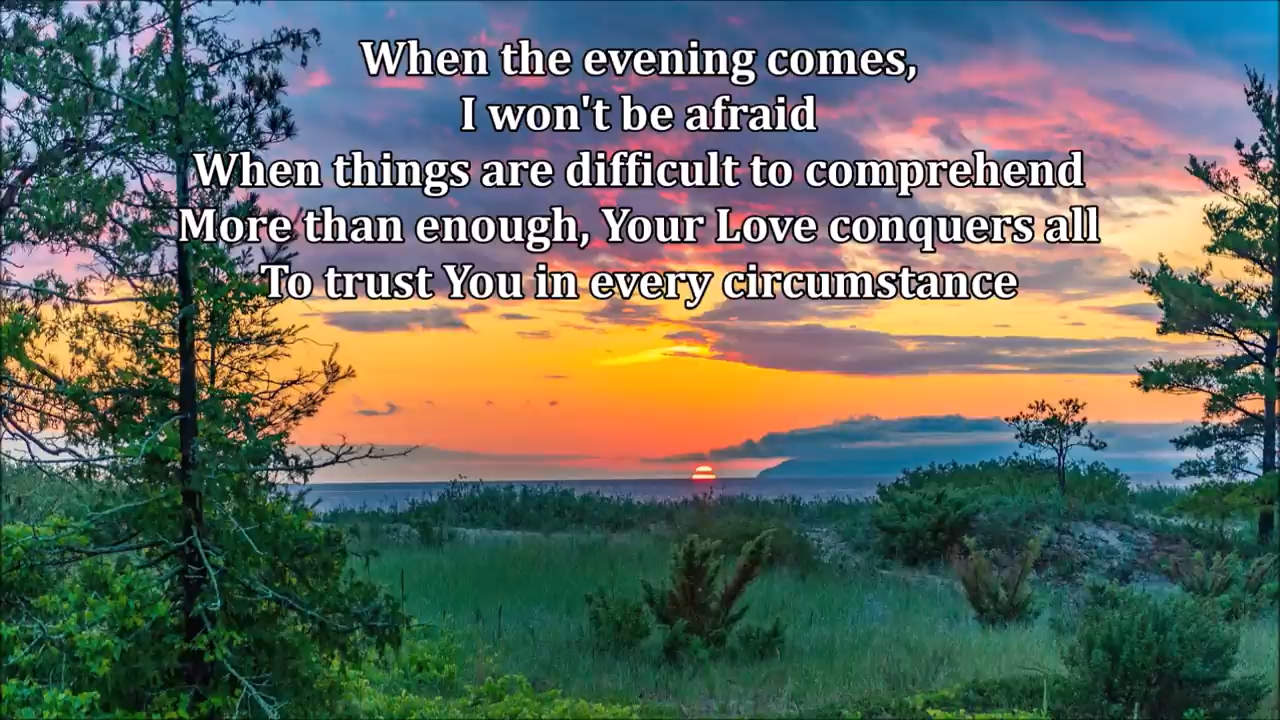 When the evening comes,
I won't be afraid
When things are difficult to comprehend
More than enough, Your Love conquers all
To trust You in every circumstance